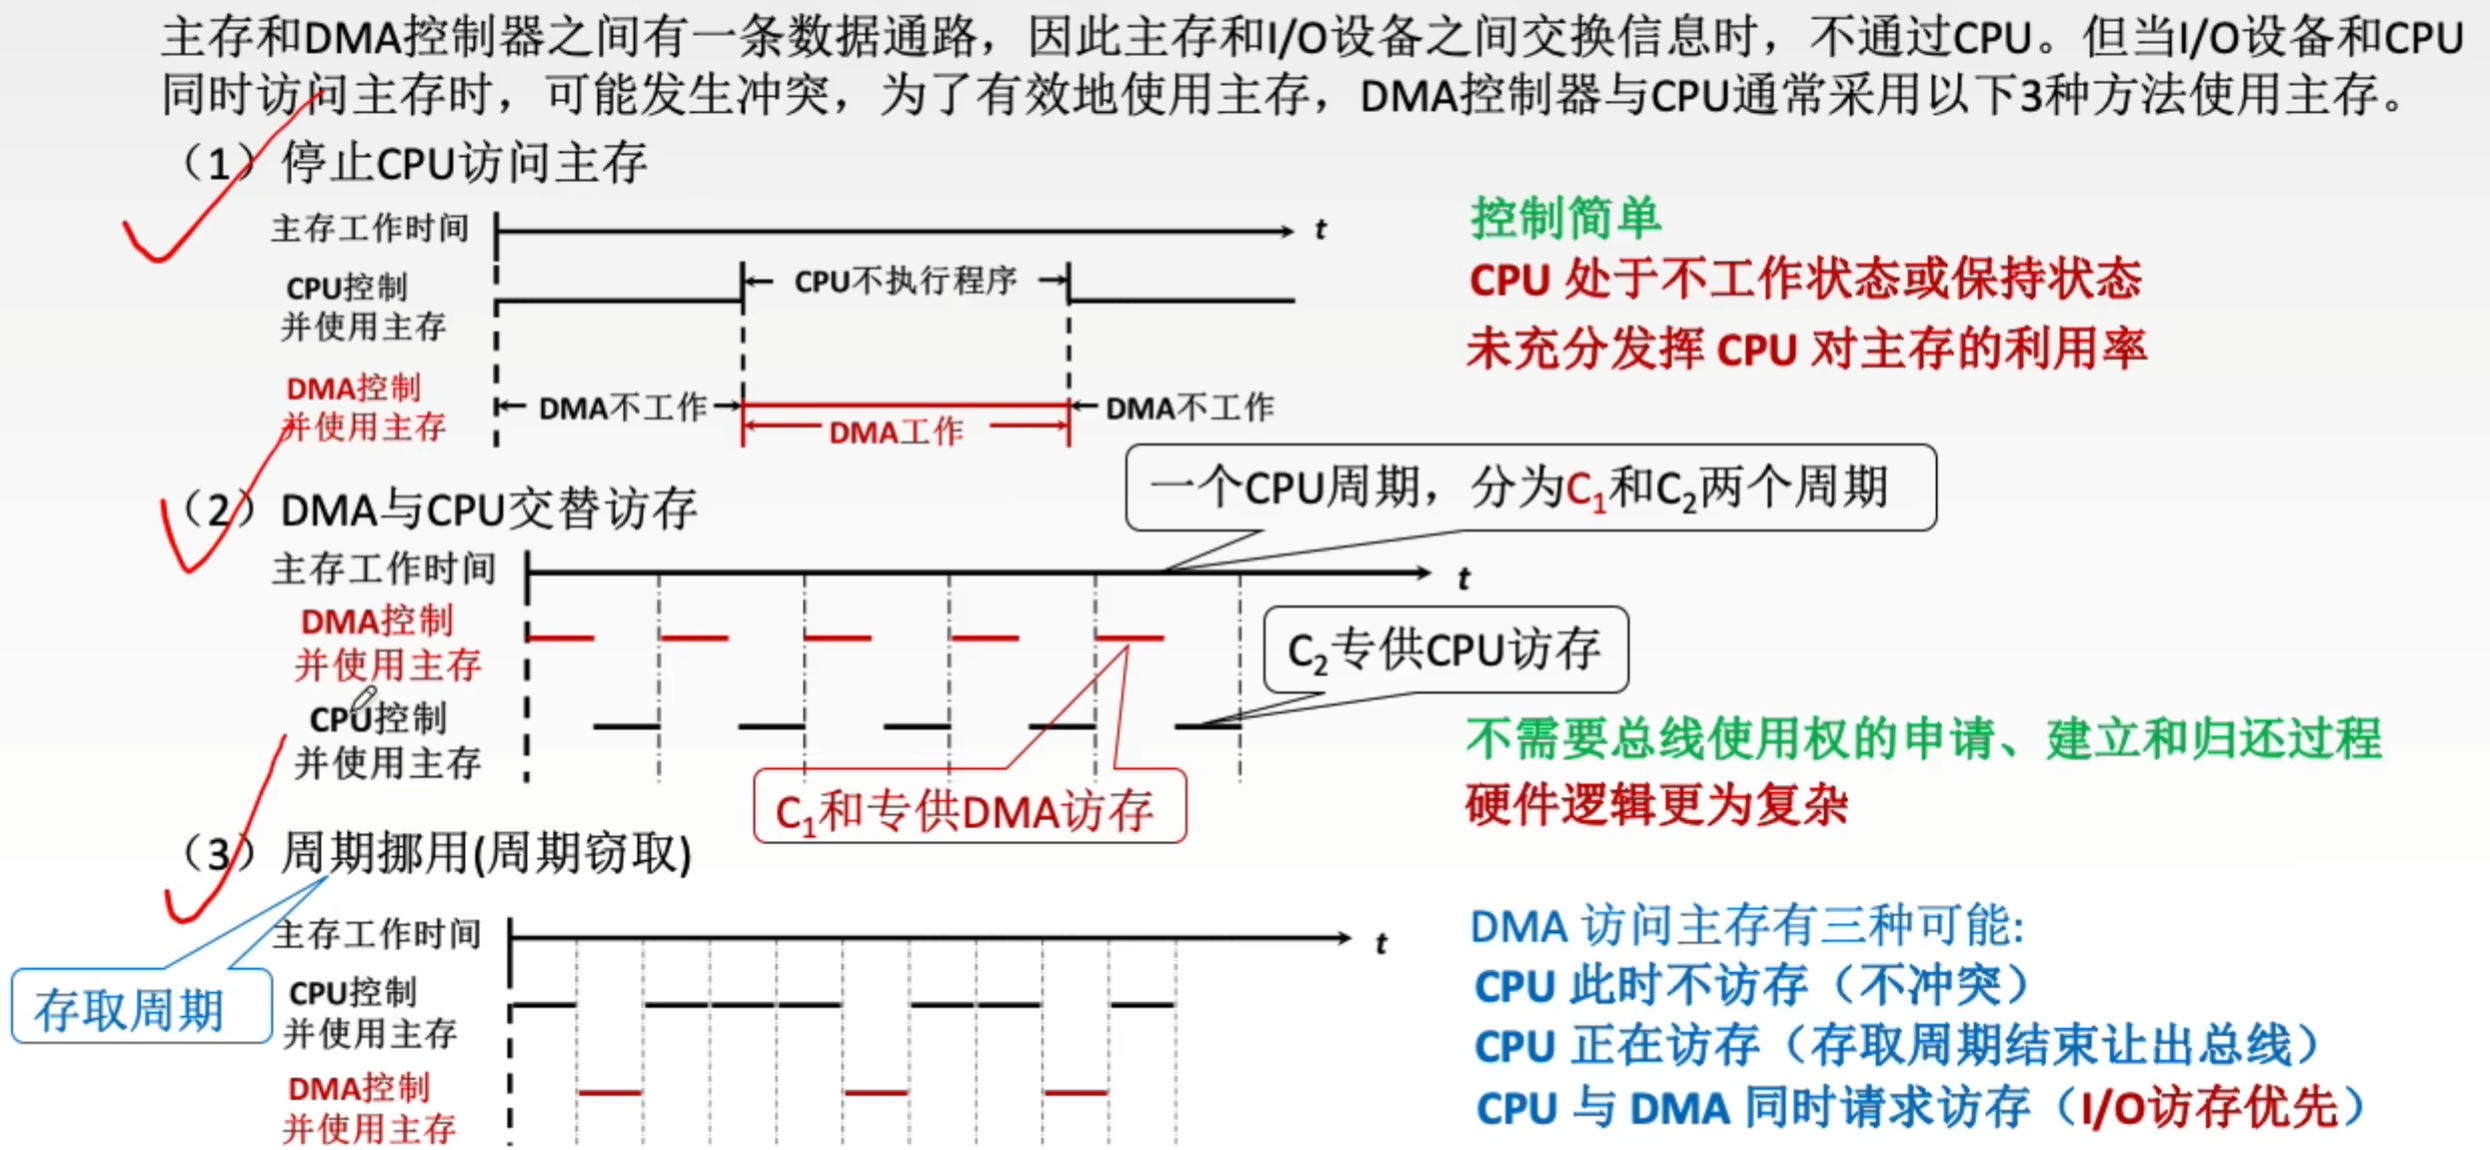 主存和DMA控制器之间有一条数据通路，因此主存和I/O设备之间交换信息时，不通过CPU。但当I/O设备和CPU
同时访问主存时，可能发生冲突，为了有效地使用主存，DMA控制器与CPU通常采用以下3种方法使用主存。
（1）停止CPU访问主存
主存工作时间
t
控制简单
CPU控制
并使用主存
CPU不执行程序
CPU 处于不工作状态或保持状态
未充分发挥 CPU 对主存的利用率
DMA控制
并使用主存
DMA不工作
DMA工作
DMA不工作
（2）DMA与CPU交替访存
一个CPU周期，分为C1和C2两个周期
主存工作时间
t
DMA控制
并使用主存
C2专供CPU访存
CPU控制
并使用主存
C1和专供DMA访存
不需要总线使用权的申请、建立和归还过程
硬件逻辑更为复杂
（3）周期挪用(周期窃取)
存取周期
主存工作时间
t
CPU控制
并使用主存
DMA控制
并使用主存
DMA 访问主存有三种可能:
CPU 此时不访存（不冲突）
CPU 正在访存（存取周期结束让出总线）
CPU 与 DMA 同时请求访存（I/O访存优先）